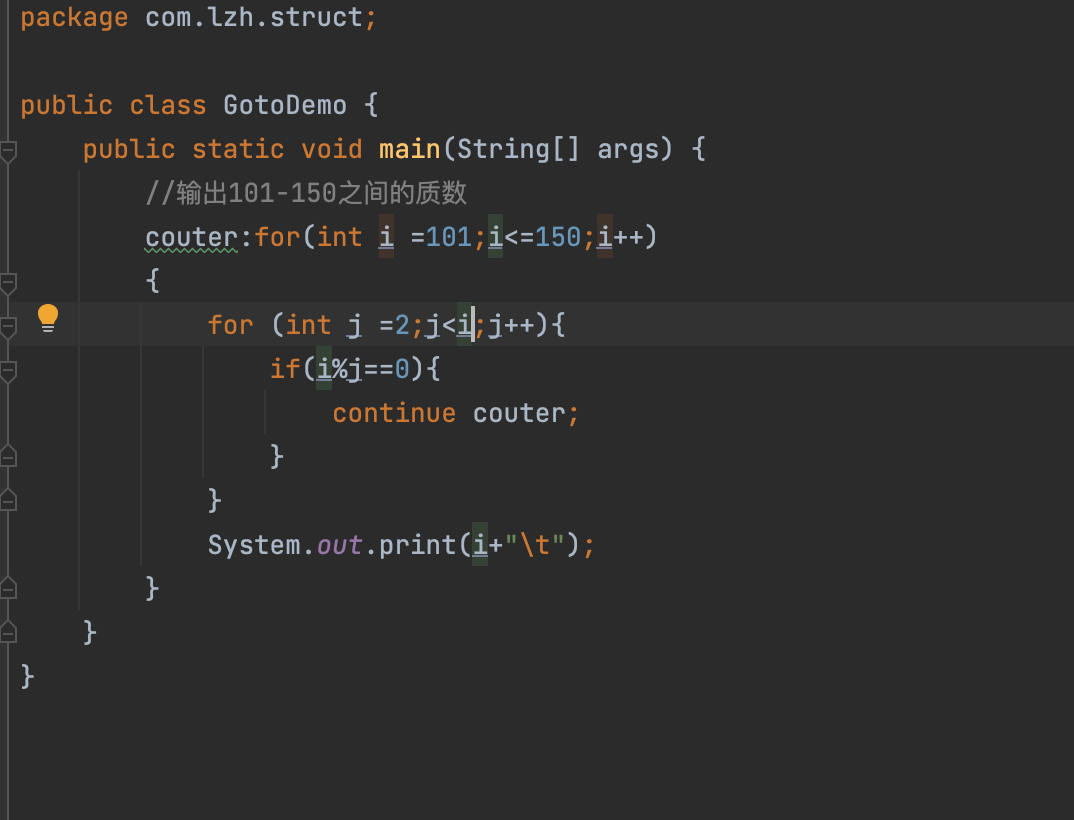 package com.lzh.struct;
public class GotoDemo {
public static void main(String[] args) {
//输出101-150之间的质数
couter:for(int i =101;i<=150;i++)
{
for (int j =2;j<i;j++){
if(i%j==0){
continue couter;
}
}
System.out.print(i+"\t");
}
}
}